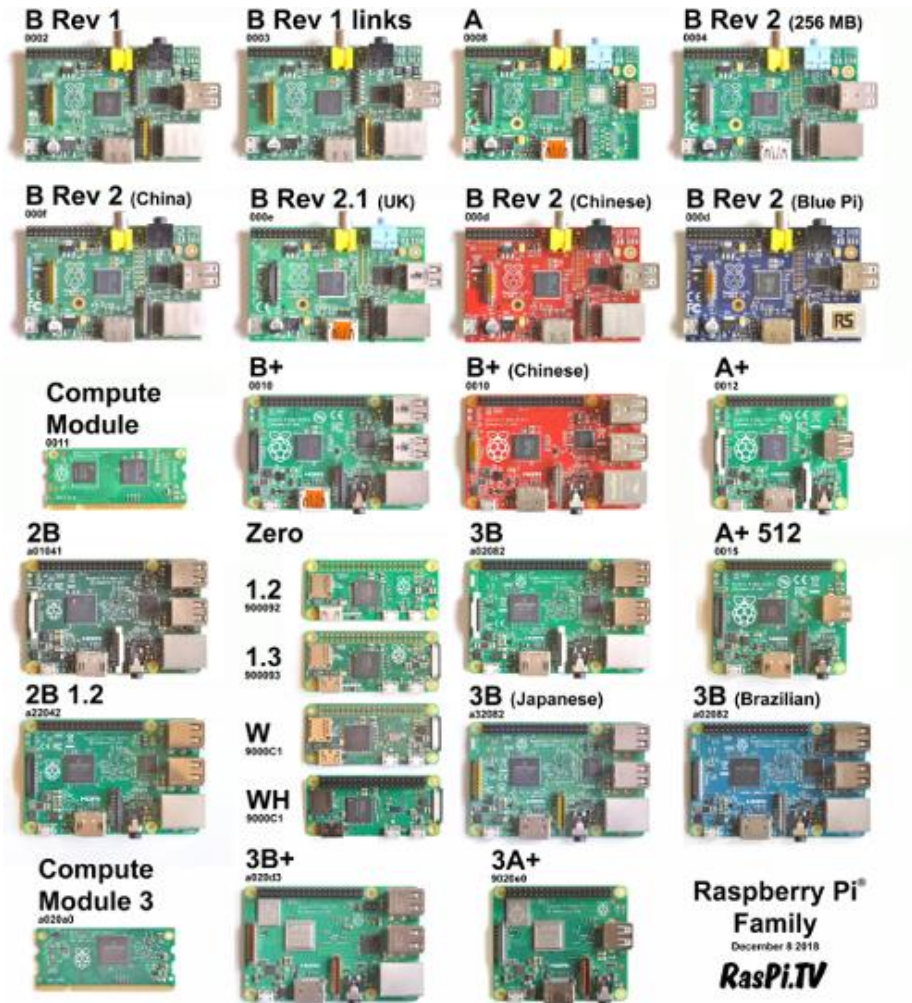 B Rev 1
0002
B Rev 1 links
0003
A
0008
B Rev 2 (256 MB)
0004
B Rev 2 (China)
000f
B Rev 2.1 (UK)
000e
B Rev 2 (Chinese)
000d
B Rev 2 (Blue Pi)
000d
RS
Compute
Module
0011
B+
0010
B+ (Chinese)
0010
A+
0012
2B
a01041
Zero
1.2
900092
1.3
900093
W
9000C1
WH
9000C1
3B
a02082
A+ 512
0015
2B 1.2
a22042
3B (Japanese)
a32082
3B (Brazilian)
a02082
Compute
Module 3
a020a0
3B+
a020d3
3A+
9020e0
Raspberry Pi®
Family
December 8 2018
RasPi.TV